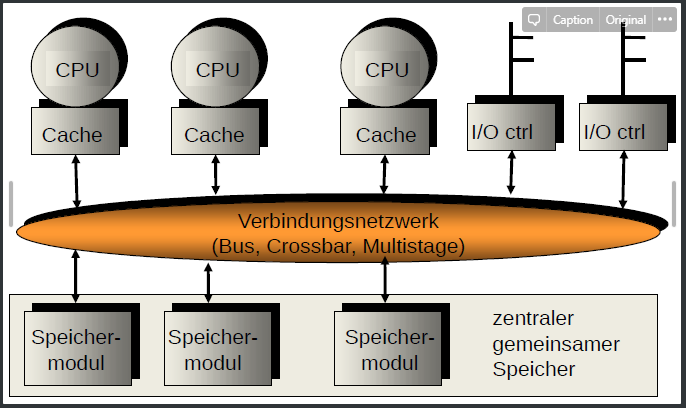 Caption Original
CPU CPU CPU
Cache Cache Cache I/O ctrl I/O ctrl
Verbindungsnetzwerk
(Bus, Crossbar, Multistage)
Speicher-
modul
Speicher-
modul
Speicher-
modul
zentraler
gemeinsamer
Speicher